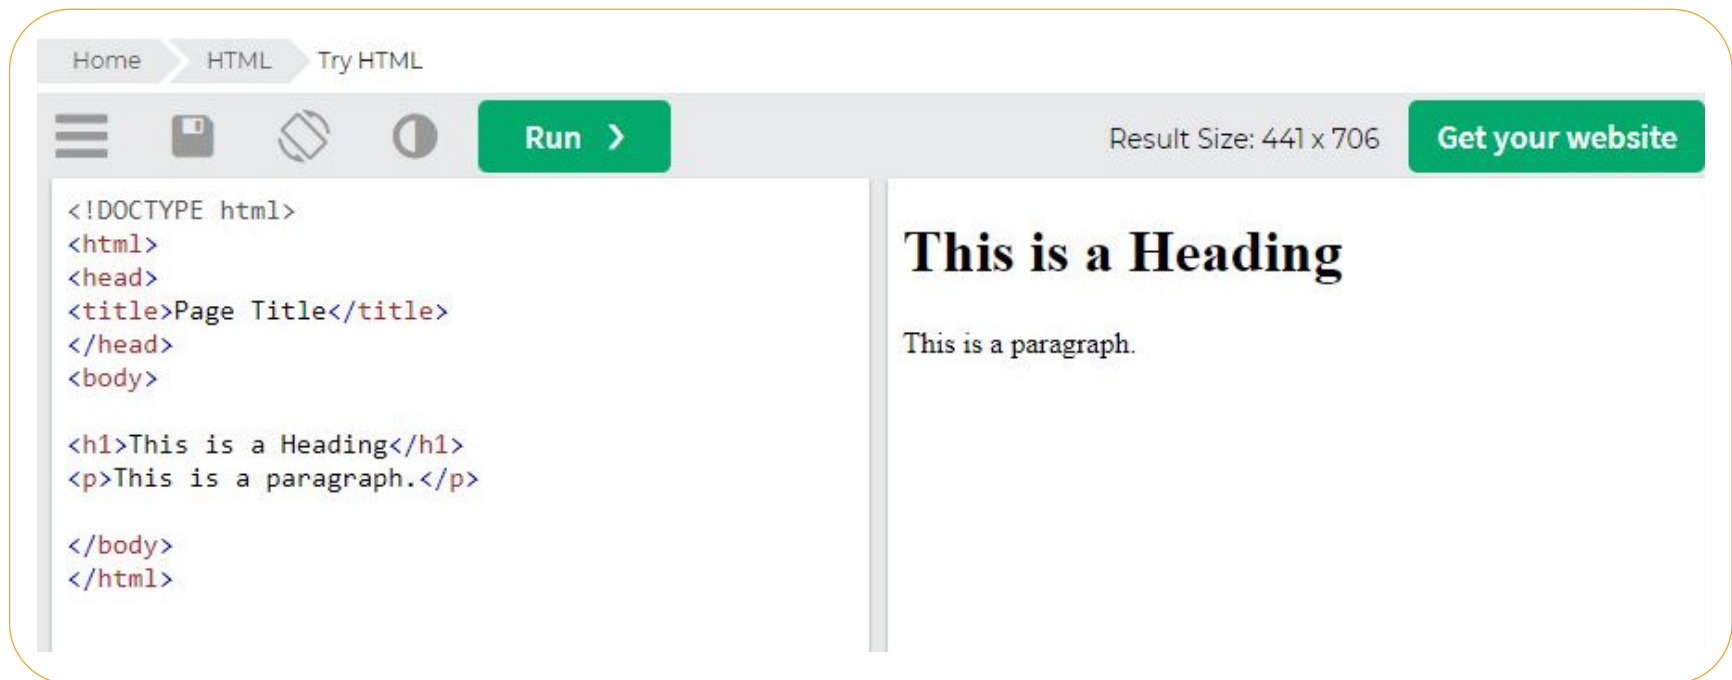 Home HTML Try HTML
Run ❯ Result Size: 441 x 706 Get your website
<!DOCTYPE html>
<html>
<head>
<title>Page Title</title>
</head>
<body>
<h1>This is a Heading</h1>
<p>This is a paragraph.</p>
</body>
</html>
This is a Heading
This is a paragraph.